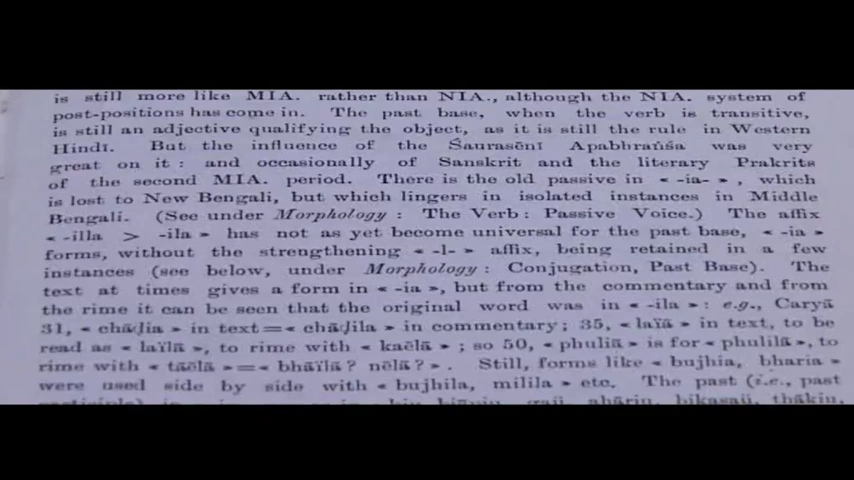 is still more like MIA. rather than NIA., although the NIA. system of
post-positions has come in. The past base, when the verb is transitive,
is still an adjective qualifying the object, as it is still the rule in Western
Hindī. But the influence of the Śaurasēnī Apabhraṅśa was very
great on it : and occasionally of Sanskrit and the literary Prakrits
of the second MIA. period. There is the old passive in « -ia- », which
is lost to New Bengali, but which lingers in isolated instances in Middle
Bengali. (See under Morphology : The Verb : Passive Voice.) The affix
« -illa > -ila » has not as yet become universal for the past base, « -ia »
forms, without the strengthening « -l- » affix, being retained in a few
instances (see below, under Morphology : Conjugation, Past Base). The
text at times gives a form in « -ia », but from the commentary and from
the rime it can be seen that the original word was in « -ila » : e.g., Caryā
31, « chāḍia » in text = « chāḍila » in commentary ; 35, « laïā » in text, to be
read as « laïlā », to rime with « kaēlā » ; so 50, « phuliā » is for « phulilā », to
rime with « tāēlā » = « bhāïlā? nēlā? ». Still, forms like « bujhia, bharia »
were used side by side with « bujhila, milila » etc. The past (i.e., past
gaü, ahāriu, bikasaü, thākiu,